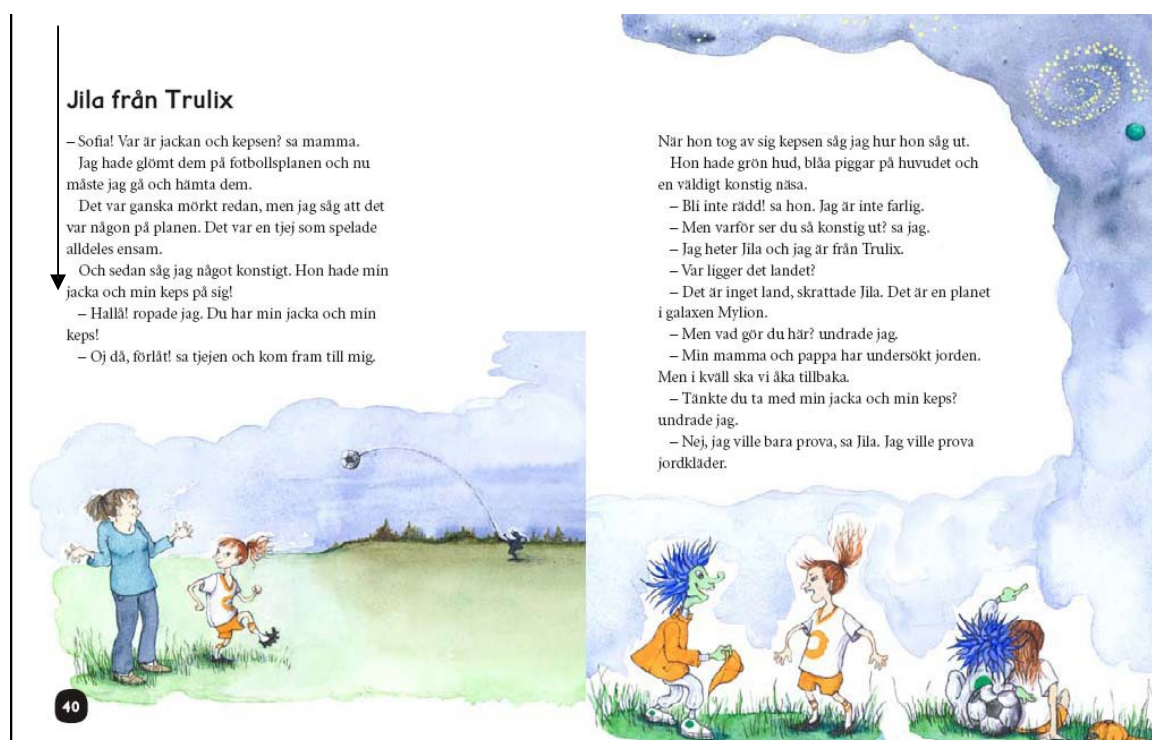 Jila från Trulix
– Sofia! Var är jackan och kepsen? sa mamma.
Jag hade glömt dem på fotbollsplanen och nu
måste jag gå och hämta dem.
Det var ganska mörkt redan, men jag såg att det
var någon på planen. Det var en tjej som spelade
alldeles ensam.
Och sedan såg jag något konstigt. Hon hade min
jacka och min keps på sig!
– Hallå! ropade jag. Du har min jacka och min
keps!
– Oj då, förlåt! sa tjejen och kom fram till mig.
40
När hon tog av sig kepsen såg jag hur hon såg ut.
Hon hade grön hud, blåa piggar på huvudet och
en väldigt konstig näsa.
– Bli inte rädd! sa hon. Jag är inte farlig.
– Men varför ser du så konstig ut? sa jag.
– Jag heter Jila och jag är från Trulix.
– Var ligger det landet?
– Det är inget land, skrattade Jila. Det är en planet
i galaxen Mylion.
– Men vad gör du här? undrade jag.
– Min mamma och pappa har undersökt jorden.
Men i kväll ska vi åka tillbaka.
– Tänkte du ta med min jacka och min keps?
undrade jag.
– Nej, jag ville bara prova, sa Jila. Jag ville prova
jordkläder.